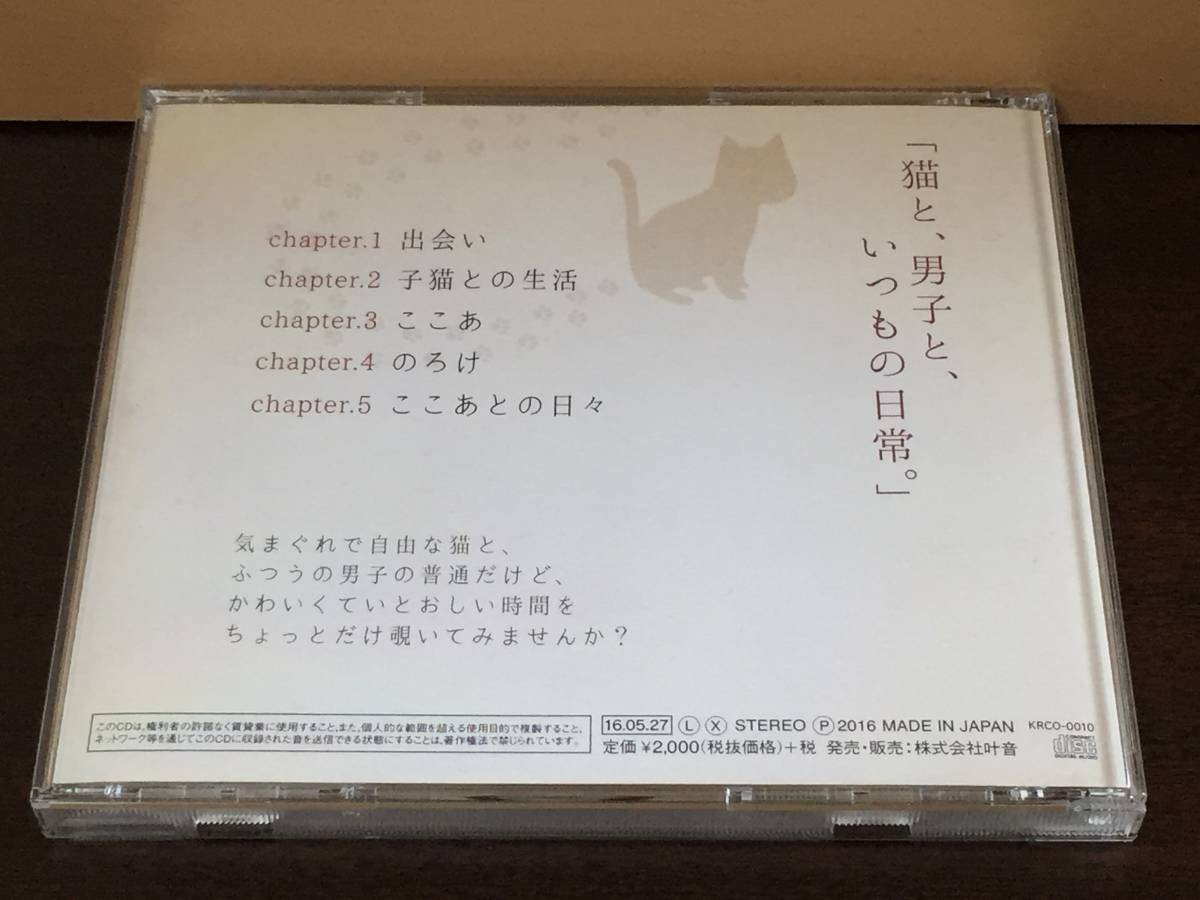 「猫と、男子と、
いつもの日常。」
chapter.1 出会い
chapter.2 子猫との生活
chapter.3 ここあ
chapter.4 のろけ
chapter.5 ここあとの日々
気まぐれで自由な猫と、
ふつうの男子の普通だけど、
かわいくていとおしい時間を
ちょっとだけ覗いてみませんか？
このCDは、権利者の許諾なく賃貸業に使用すること、また、個人的な範囲を超える使用目的で複製すること、
ネットワーク等を通じてこのCDに収録された音を送信できる状態にすることは、著作権法で禁じられています。
16.05.27 Ⓛ Ⓧ STEREO Ⓟ 2016 MADE IN JAPAN KRCO-0010
定価 ¥2,000(税抜価格)+税 発売・販売：株式会社叶音
COMPACT
disc
DIGITAL AUDIO